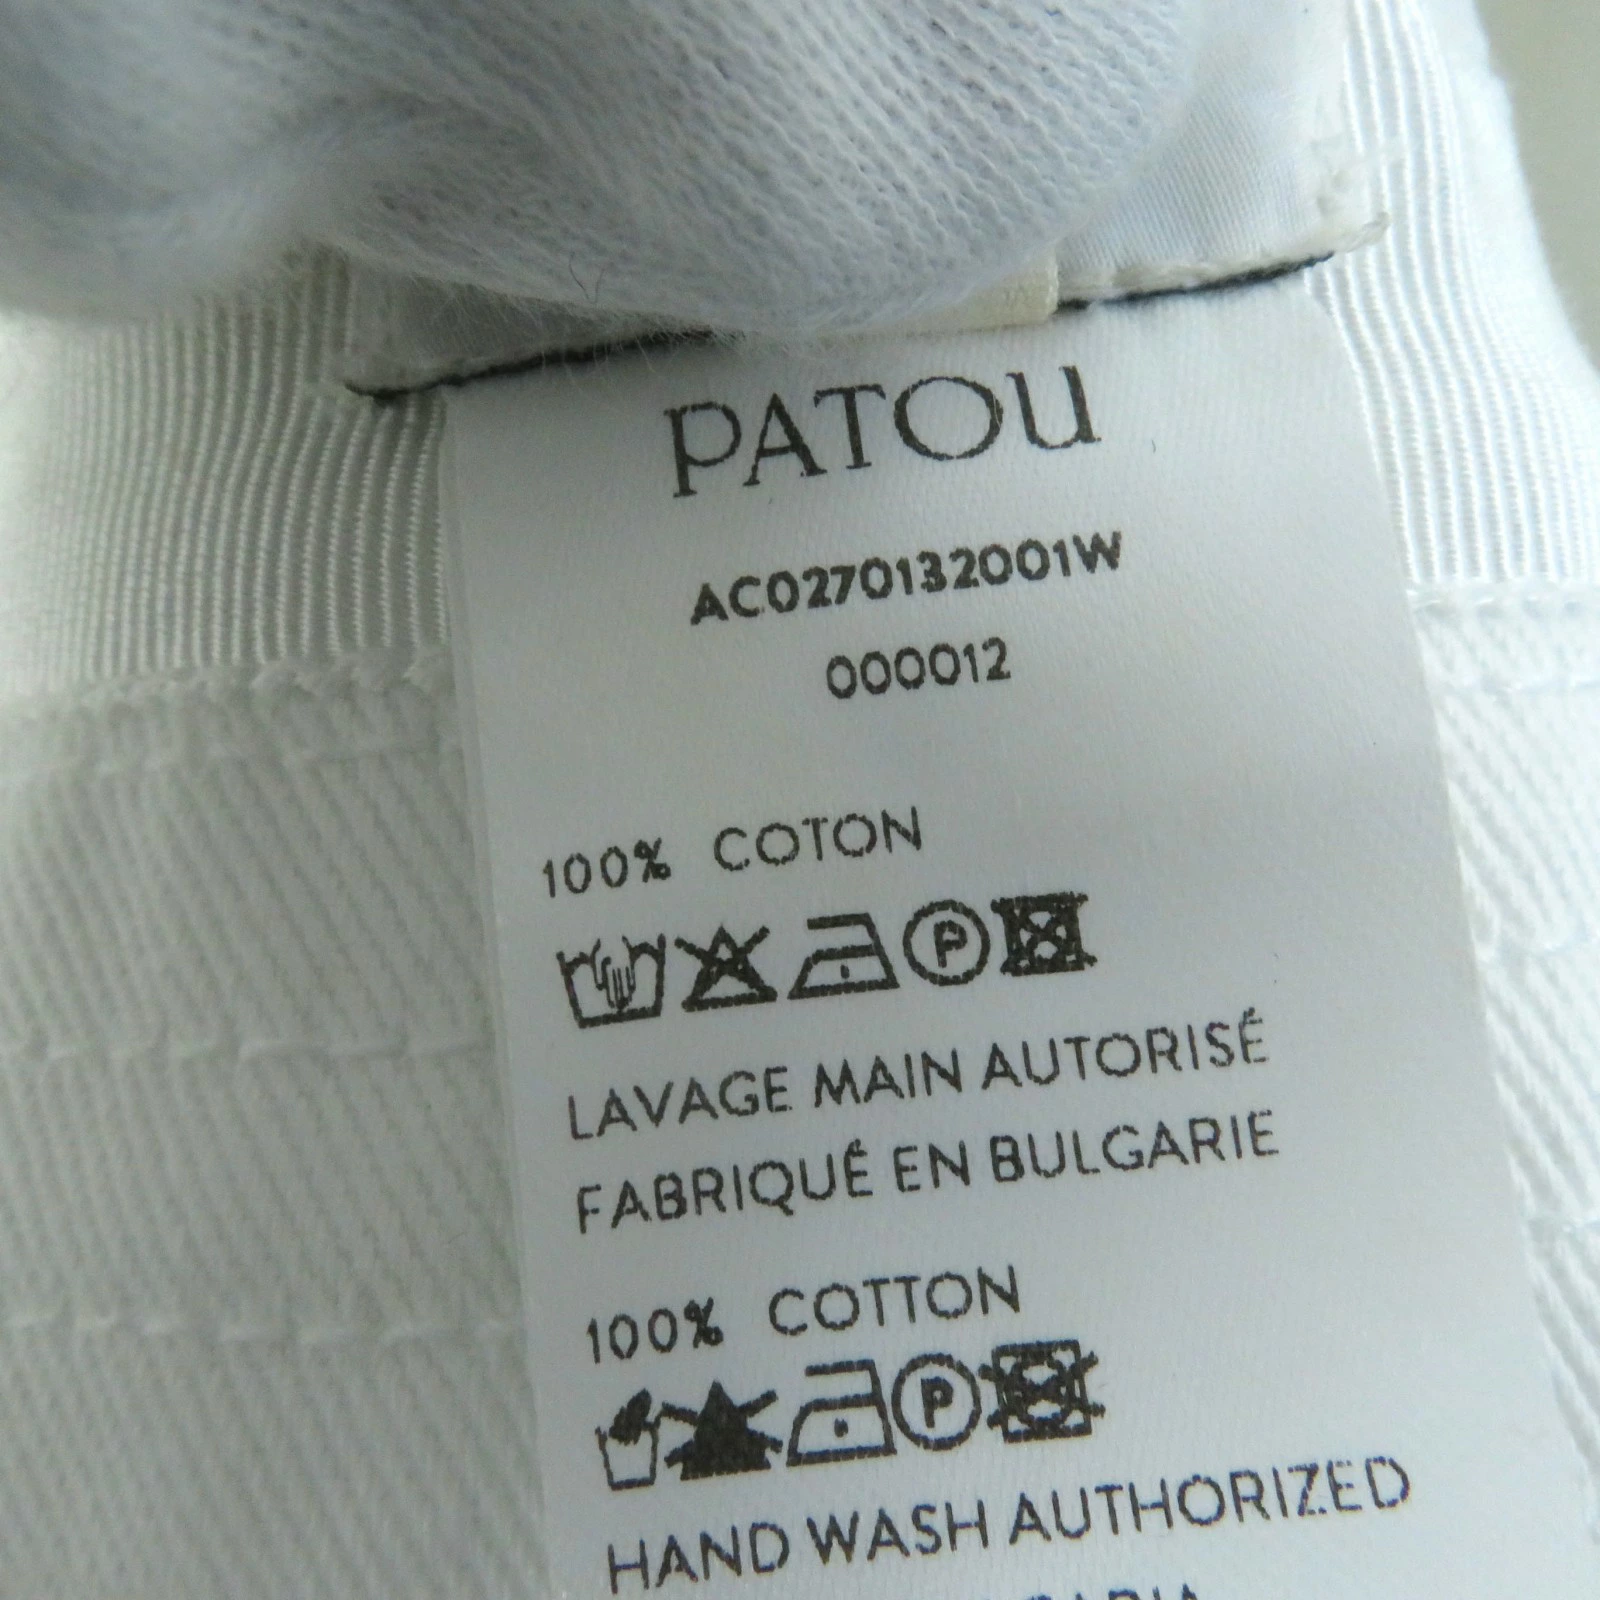 PATOU
AC0270132001W
000012
100% COTON
P
LAVAGE MAIN AUTORISÉ
FABRIQUÉ EN BULGARIE
100% COTTON
P
HAND WASH AUTHORIZED